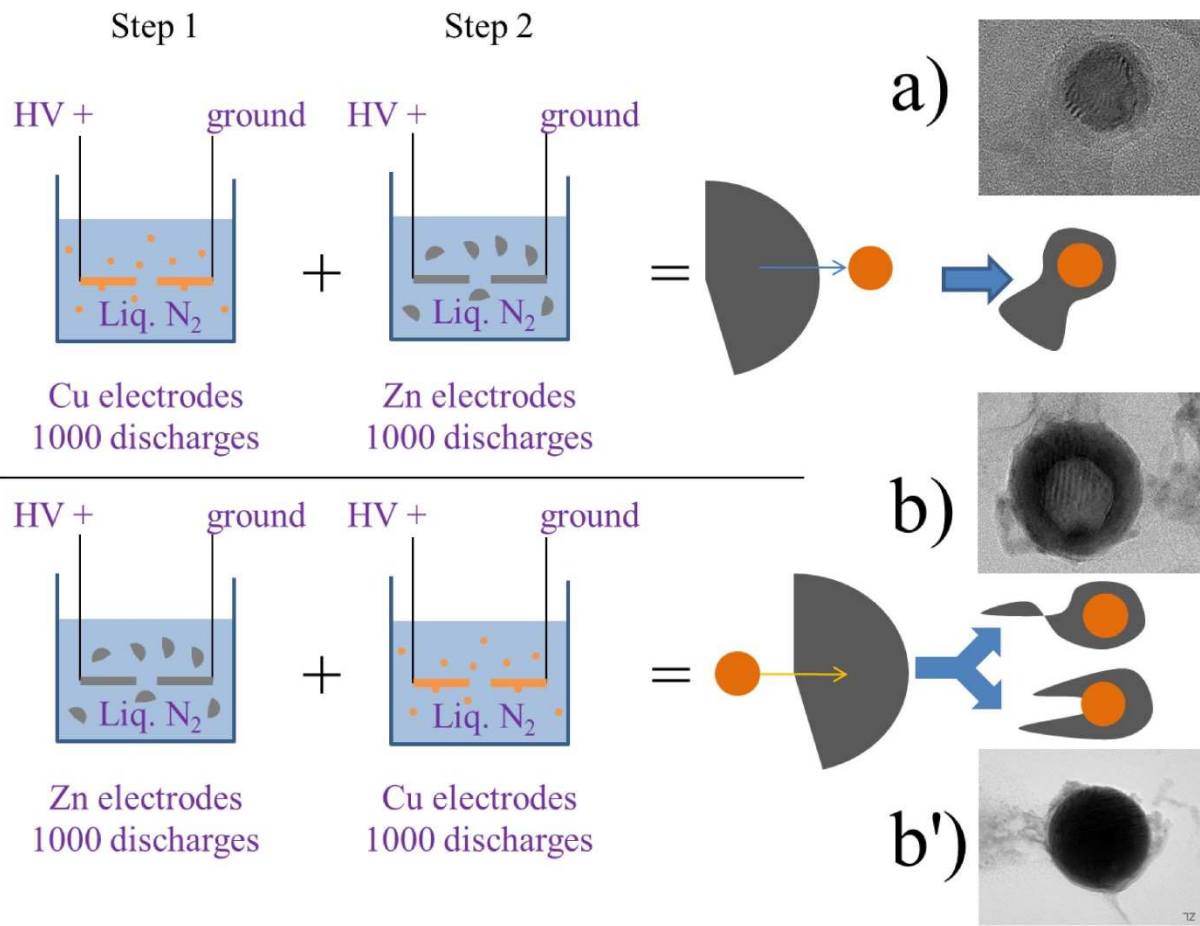 Step 1
Step 2
a)
HV +
ground
HV +
ground
+
=
Liq. N₂
Liq. N₂
Cu electrodes
1000 discharges
Zn electrodes
1000 discharges
b)
HV +
ground
HV +
ground
+
=
Liq. N₂
Liq. N₂
Zn electrodes
1000 discharges
Cu electrodes
1000 discharges
b')